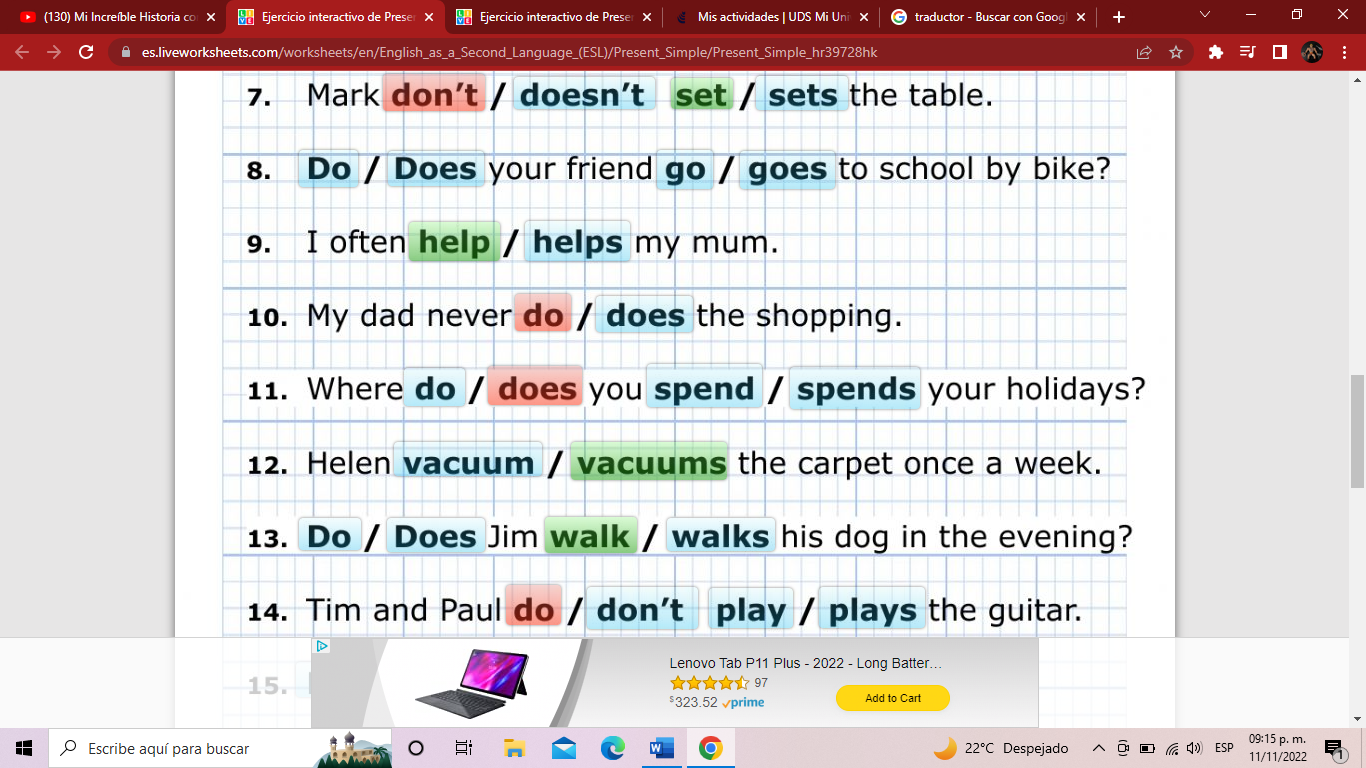 (130) Mi Increíble Historia co
Ejercicio interactivo de Preser
Ejercicio interactivo de Preser
Mis actividades | UDS Mi Uni
traductor - Buscar con Googl
es.liveworksheets.com/worksheets/en/English_as_a_Second_Language_(ESL)/Present_Simple/Present_Simple_hr39728hk
7. Mark don't / doesn't set / sets the table.
8. Do / Does your friend go / goes to school by bike?
9. I often help / helps my mum.
10. My dad never do / does the shopping.
11. Where do / does you spend / spends your holidays?
12. Helen vacuum / vacuums the carpet once a week.
13. Do / Does Jim walk / walks his dog in the evening?
14. Tim and Paul do / don't play / plays the guitar.
15.
Lenovo Tab P11 Plus - 2022 - Long Batter...
97
$323.52 prime
Add to Cart
Escribe aquí para buscar
22°C Despejado
ESP
09:15 p. m.
11/11/2022
1